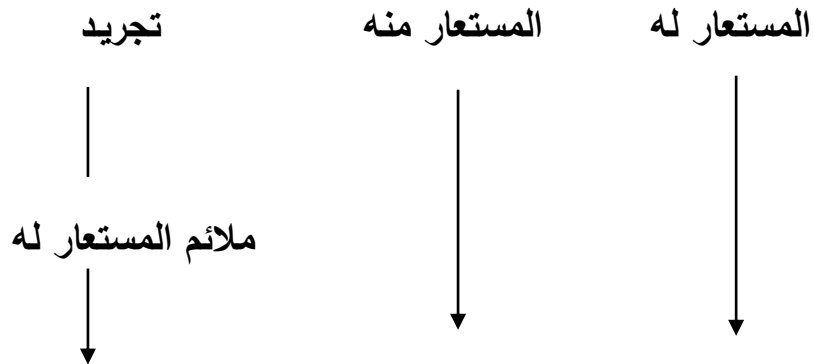 المستعار له المستعار منه تجريد
ملائم المستعار له